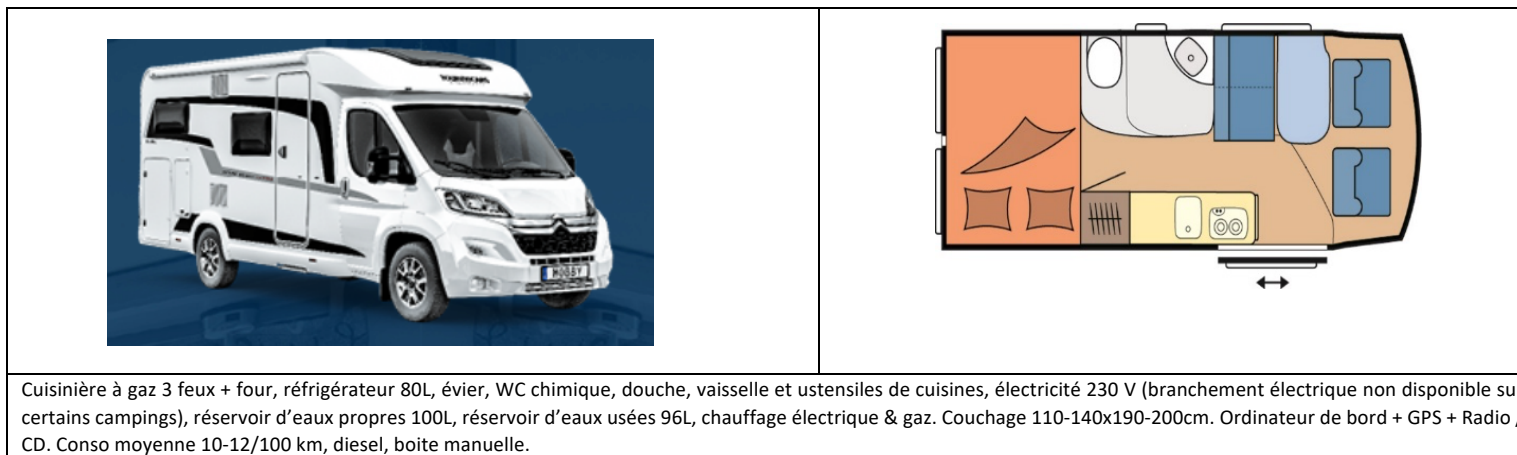 HOBBY
Cuisinière à gaz 3 feux + four, réfrigérateur 80L, évier, WC chimique, douche, vaisselle et ustensiles de cuisines, électricité 230 V (branchement électrique non disponible su
certains campings), réservoir d'eaux propres 100L, réservoir d'eaux usées 96L, chauffage électrique & gaz. Couchage 110-140x190-200cm. Ordinateur de bord + GPS + Radio /
CD. Conso moyenne 10-12/100 km, diesel, boite manuelle.